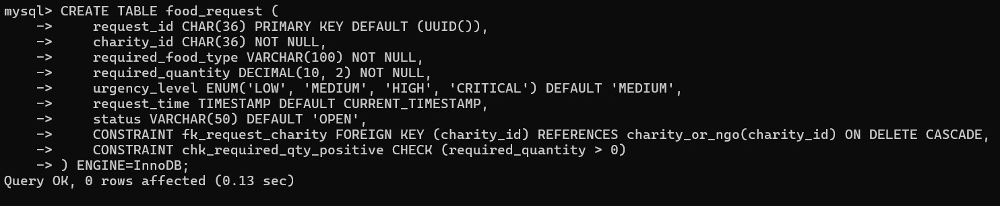 mysql> CREATE TABLE food_request (
    ->     request_id CHAR(36) PRIMARY KEY DEFAULT (UUID()),
    ->     charity_id CHAR(36) NOT NULL,
    ->     required_food_type VARCHAR(100) NOT NULL,
    ->     required_quantity DECIMAL(10, 2) NOT NULL,
    ->     urgency_level ENUM('LOW', 'MEDIUM', 'HIGH', 'CRITICAL') DEFAULT 'MEDIUM',
    ->     request_time TIMESTAMP DEFAULT CURRENT_TIMESTAMP,
    ->     status VARCHAR(50) DEFAULT 'OPEN',
    ->     CONSTRAINT fk_request_charity FOREIGN KEY (charity_id) REFERENCES charity_or_ngo(charity_id) ON DELETE CASCADE,
    ->     CONSTRAINT chk_required_qty_positive CHECK (required_quantity > 0)
    -> ) ENGINE=InnoDB;
Query OK, 0 rows affected (0.13 sec)